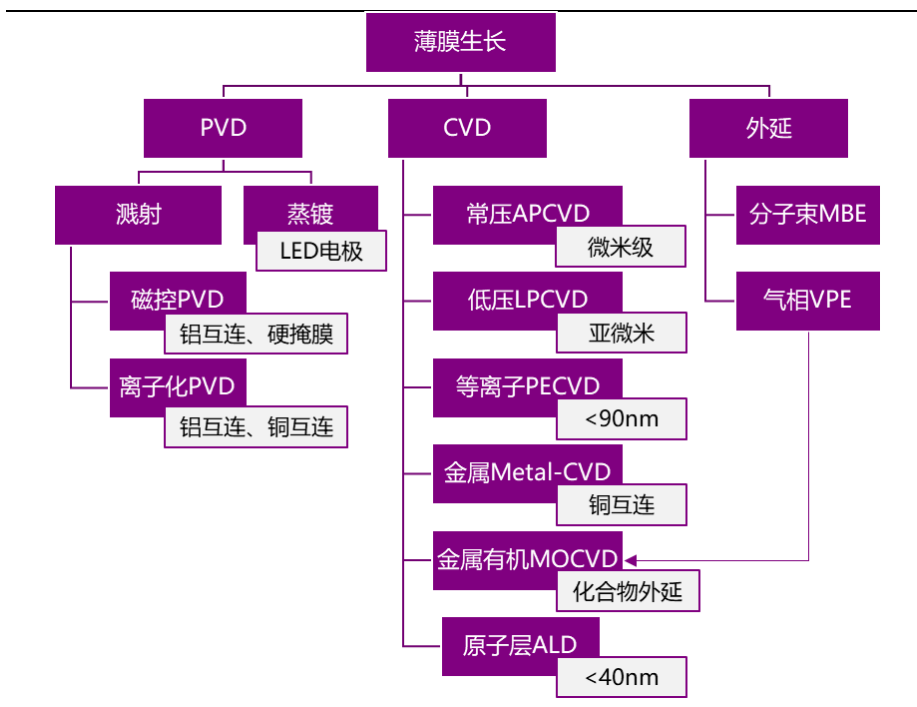 薄膜生长
PVD
CVD
外延
溅射
蒸镀
LED电极
磁控PVD
铝互连、硬掩膜
离子化PVD
铝互连、铜互连
常压APCVD
微米级
低压LPCVD
亚微米
等离子PECVD
<90nm
金属Metal-CVD
铜互连
金属有机MOCVD
化合物外延
原子层ALD
<40nm
分子束MBE
气相VPE